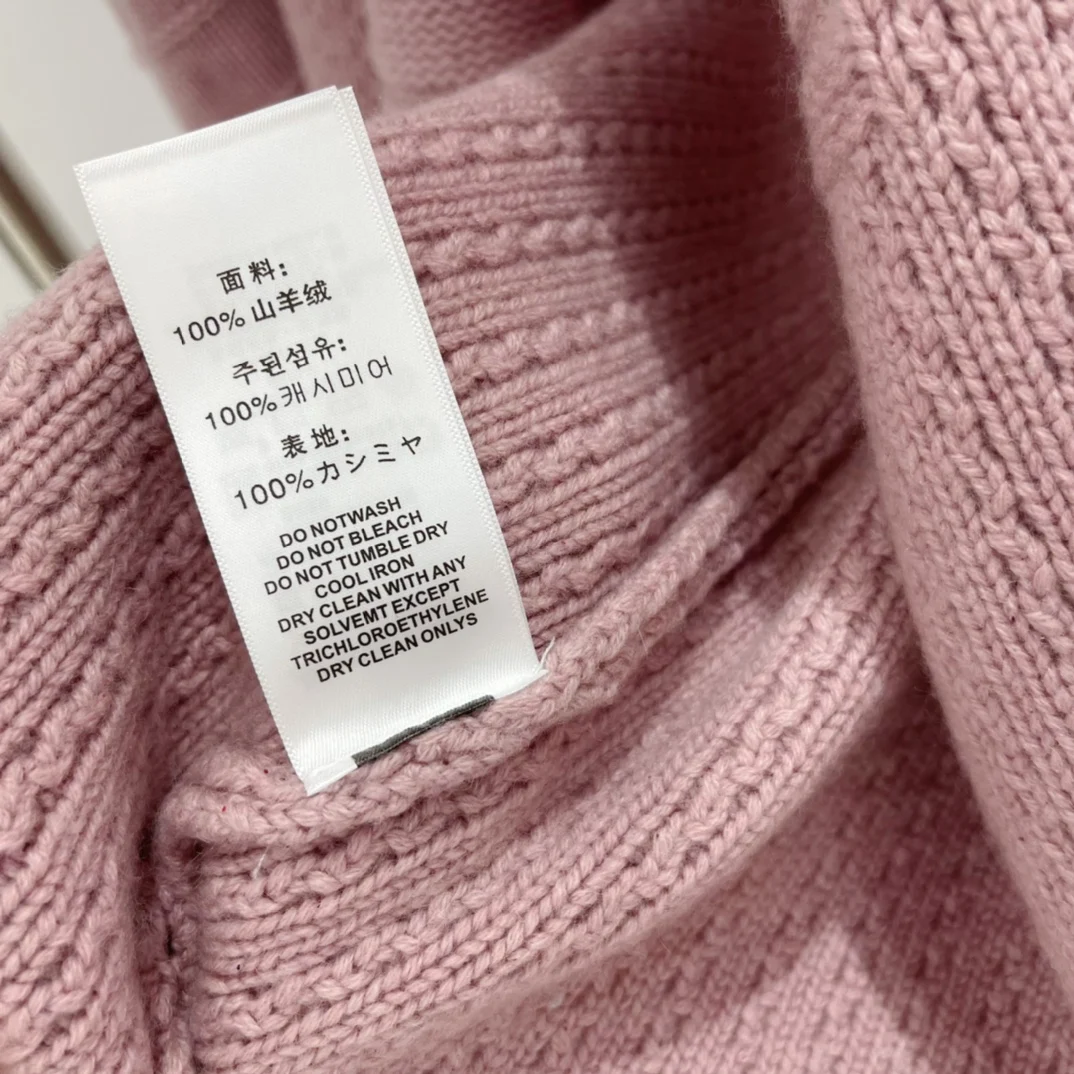 面料:
100% 山羊绒
주된섬유:
100%캐시미어
表地:
100%カシミヤ
DO NOTWASH
DO NOT BLEACH
DO NOT TUMBLE DRY
COOL IRON
DRY CLEAN WITH ANY
SOLVEMT EXCEPT
TRICHLOROETHYLENE
DRY CLEAN ONLYS